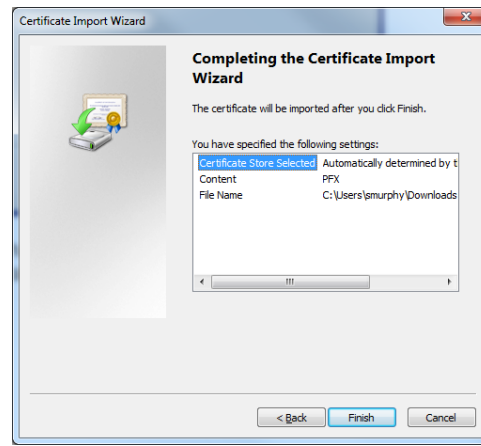 Certificate Import Wizard
Completing the Certificate Import
Wizard
The certificate will be imported after you click Finish.
You have specified the following settings:
Certificate Store Selected Automatically determined by t
Content PFX
File Name C:\Users\smurphy\Downloads
< Back Finish Cancel